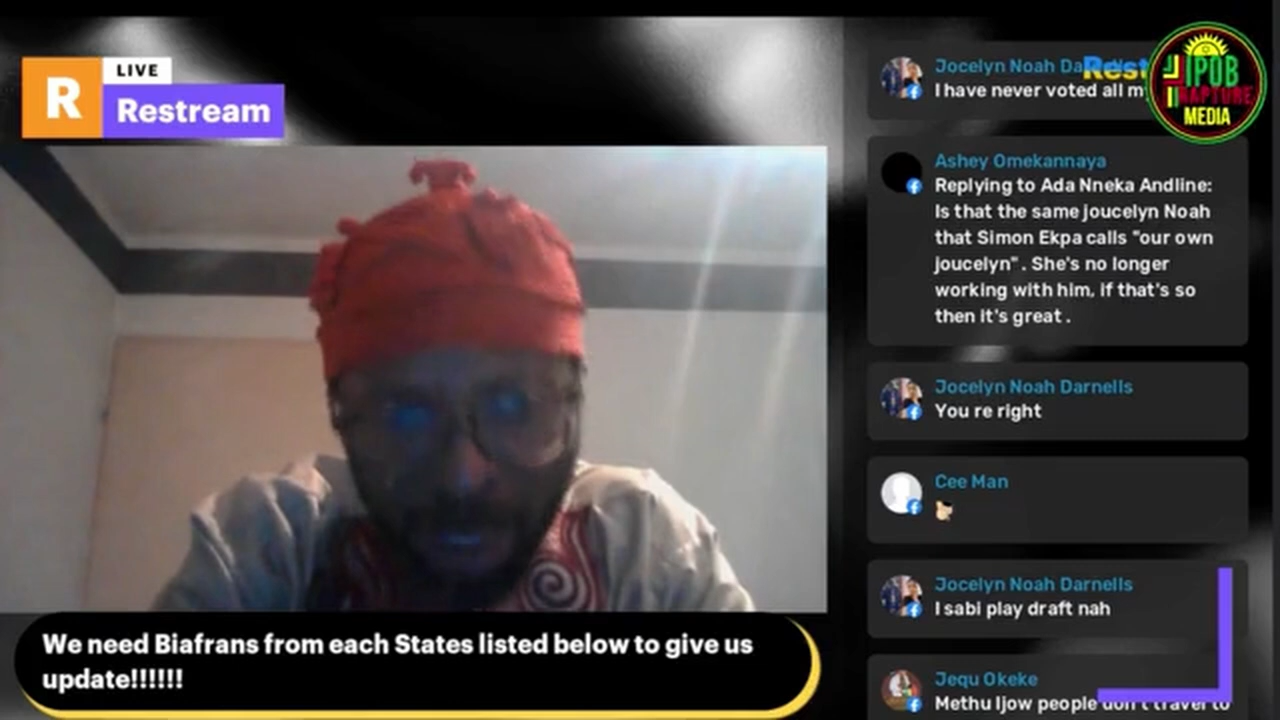 R
LIVE
Restream
We need Biafrans from each States listed below to give us
update!!!!!!
Jocelyn Noah
I have never voted all
Rest
IPOB
RAPTURE
MEDIA
Ashey Omekannaya
Replying to Ada Nneka Andline:
Is that the same joucelyn Noah
that Simon Ekpa calls "our own
joucelyn" . She's no longer
working with him, if that's so
then it's great .
Jocelyn Noah Darnells
You re right
Cee Man
Jocelyn Noah Darnells
I sabi play draft nah
Jequ Okeke
Methu Ijow people don't travel to